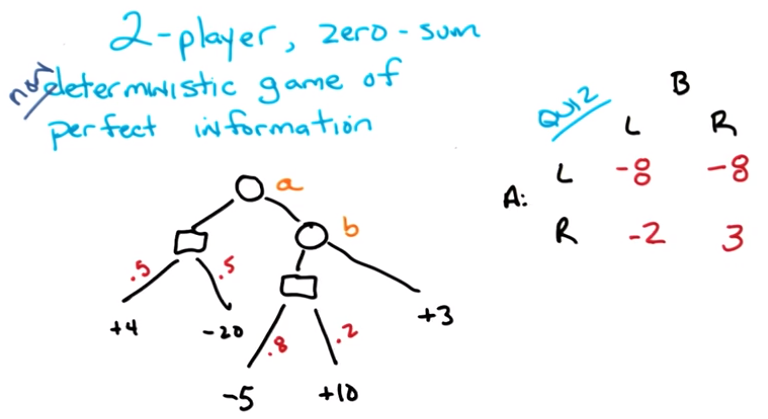 2-player, zero-sum
non deterministic game of
perfect information
QUIZ
B
L R
A: L -8 -8
R -2 3
a
b
.5 .5
+4 -20
+3
.8 .2
-5 +10